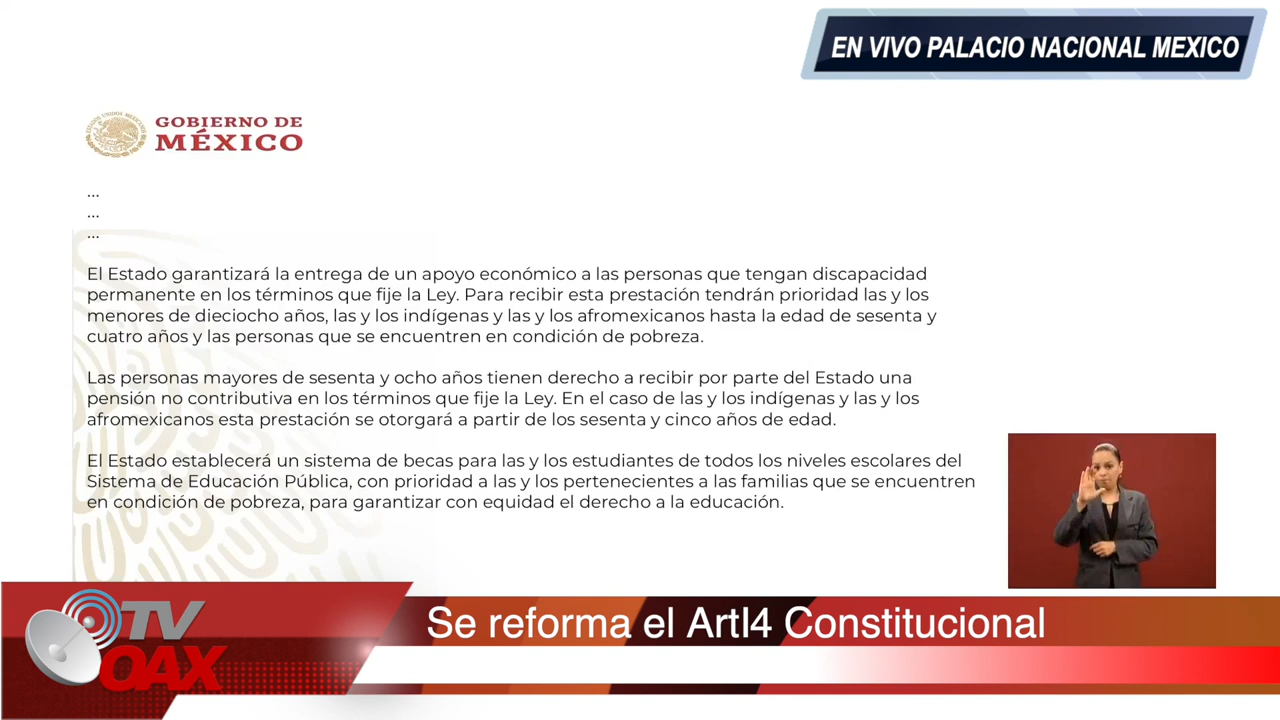 EN VIVO PALACIO NACIONAL MEXICO
GOBIERNO DE
MÉXICO
...
...
...
El Estado garantizará la entrega de un apoyo económico a las personas que tengan discapacidad
permanente en los términos que fije la Ley. Para recibir esta prestación tendrán prioridad las y los
menores de dieciocho años, las y los indígenas y las y los afromexicanos hasta la edad de sesenta y
cuatro años y las personas que se encuentren en condición de pobreza.
Las personas mayores de sesenta y ocho años tienen derecho a recibir por parte del Estado una
pensión no contributiva en los términos que fije la Ley. En el caso de las y los indígenas y las y los
afromexicanos esta prestación se otorgará a partir de los sesenta y cinco años de edad.
El Estado establecerá un sistema de becas para las y los estudiantes de todos los niveles escolares del
Sistema de Educación Pública, con prioridad a las y los pertenecientes a las familias que se encuentren
en condición de pobreza, para garantizar con equidad el derecho a la educación.
Se reforma el ArtI4 Constitucional
TV
OAX